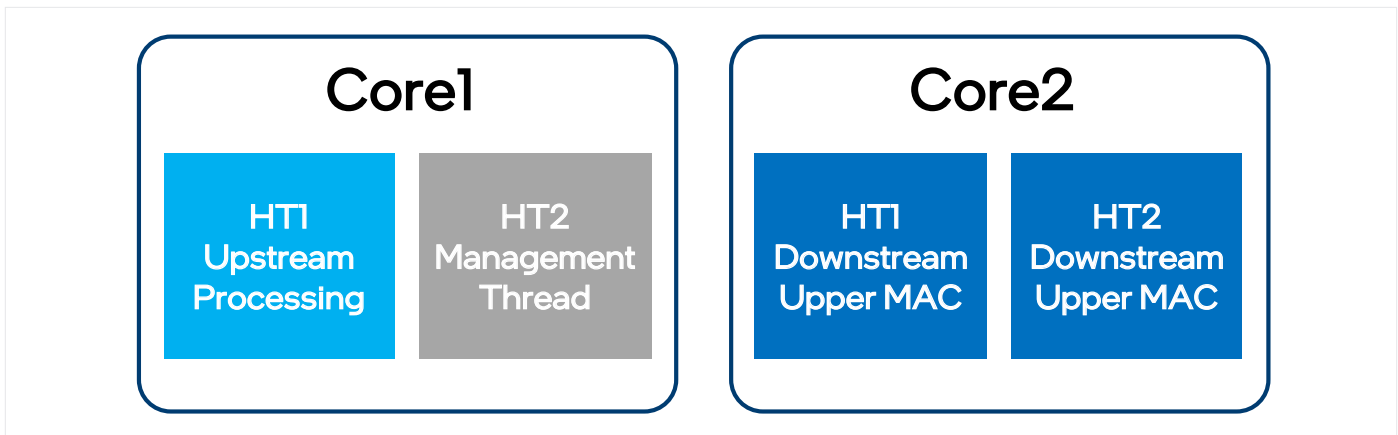 Core1
HT1
Upstream
Processing
HT2
Management
Thread
Core2
HT1
Downstream
Upper MAC
HT2
Downstream
Upper MAC